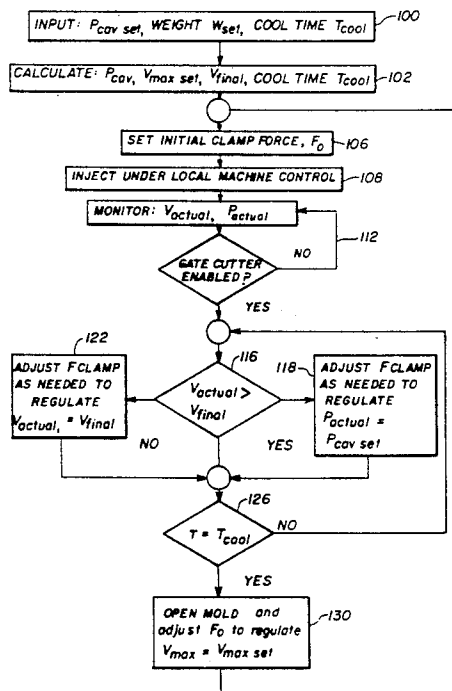 INPUT: Pcav set, WEIGHT Wset, COOL TIME Tcool
100
CALCULATE: Pcav, Vmax set, Vfinal, COOL TIME Tcool
102
SET INITIAL CLAMP FORCE, Fo
106
INJECT UNDER LOCAL MACHINE CONTROL
108
MONITOR: Vactual, Pactual
112
GATE CUTTER
ENABLED?
NO
YES
122
116
118
ADJUST FCLAMP
AS NEEDED TO
REGULATE
Vactual, = Vfinal
Vactual >
Vfinal
ADJUST FCLAMP
AS NEEDED TO
REGULATE
Pactual =
Pcav set
NO
YES
126
T = Tcool
NO
YES
OPEN MOLD and
adjust Fo to regulate
Vmax = Vmax set
130